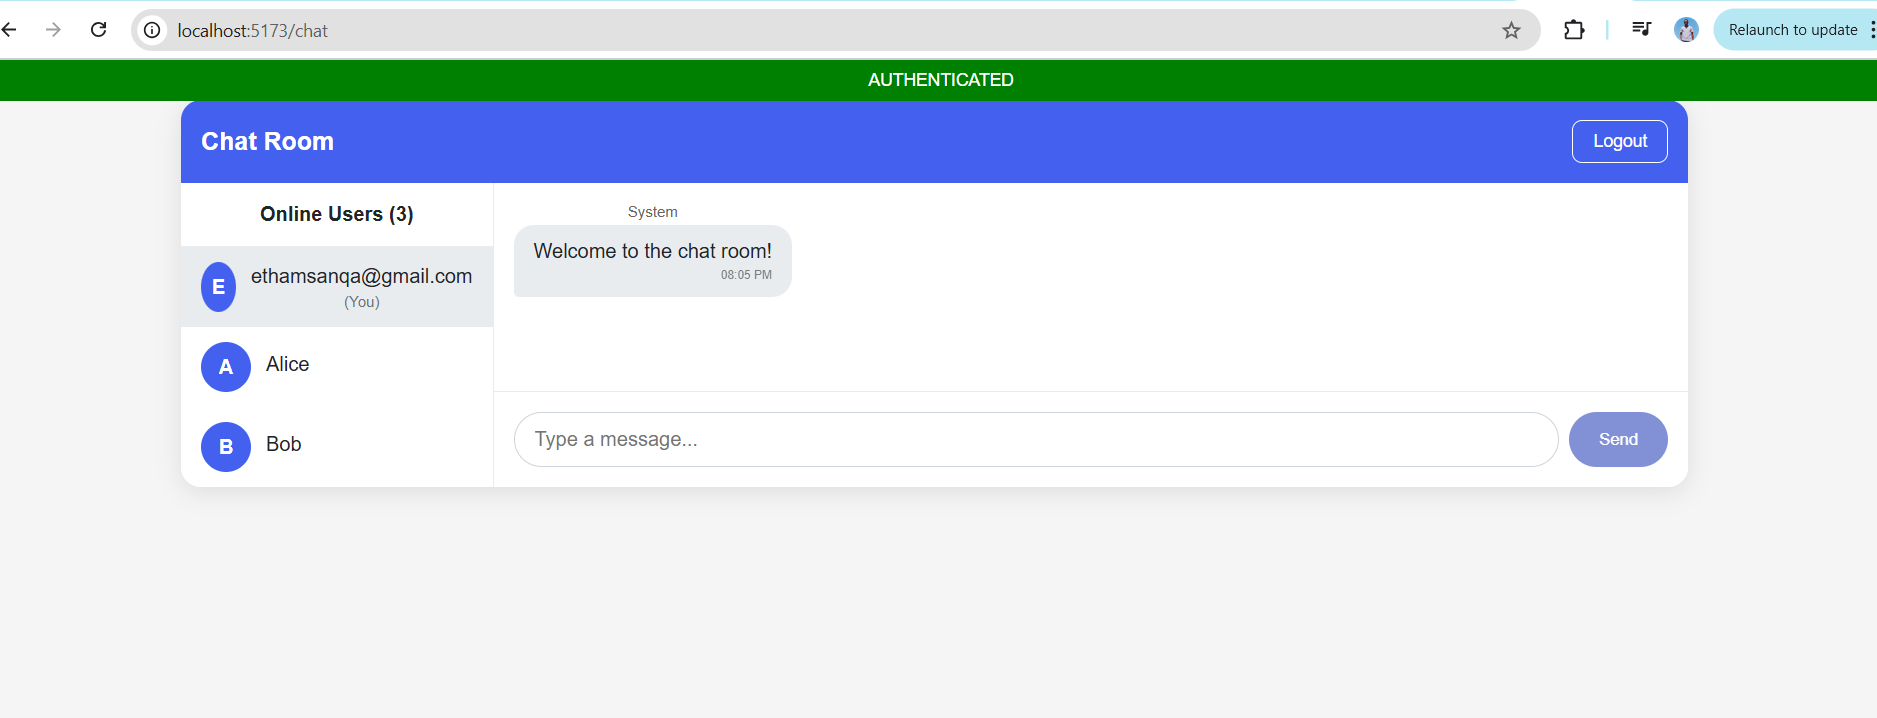 localhost:5173/chat
Relaunch to update
AUTHENTICATED
Chat Room
Logout
Online Users (3)
E
ethamsanqa@gmail.com
(You)
A
Alice
B
Bob
System
Welcome to the chat room!
08:05 PM
Type a message...
Send